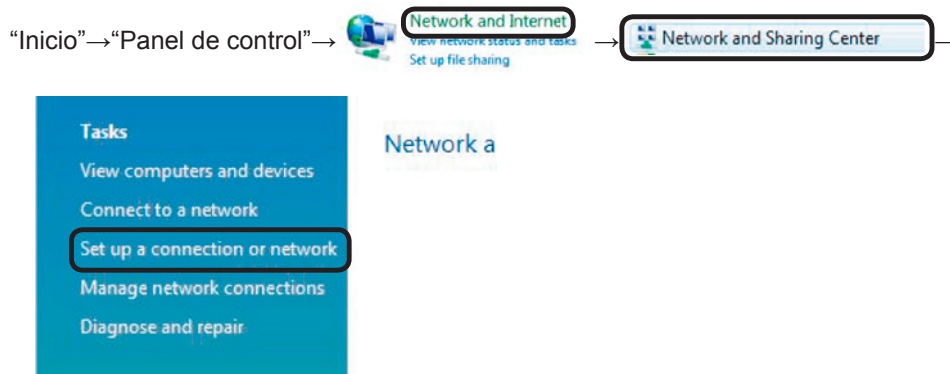 “Inicio”→“Panel de control”→ Network and Internet → Network and Sharing Center
View network status and tasks
Set up file sharing
Tasks
Network a
View computers and devices
Connect to a network
Set up a connection or network
Manage network connections
Diagnose and repair